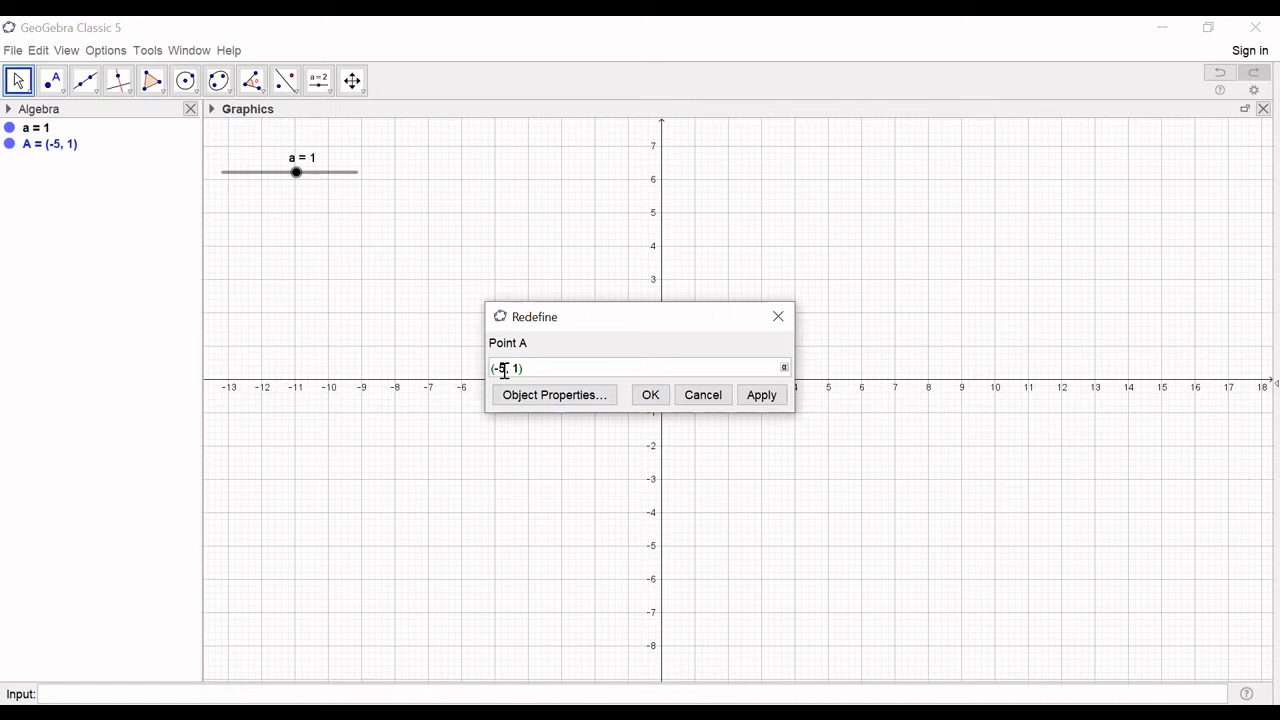 GeoGebra Classic 5
File Edit View Options Tools Window Help
Sign in
a=2
Algebra
Graphics
a = 1
A = (-5, 1)
a = 1
7
6
5
4
3
-13 -12 -11 -10 -9 -8 -7 -6 4 5 6 7 8 9 10 11 12 13 14 15 16 17 18
-2
-3
-4
-5
-6
-7
-8
Redefine
Point A
(-5, 1)
α
Object Properties... OK Cancel Apply
Input: